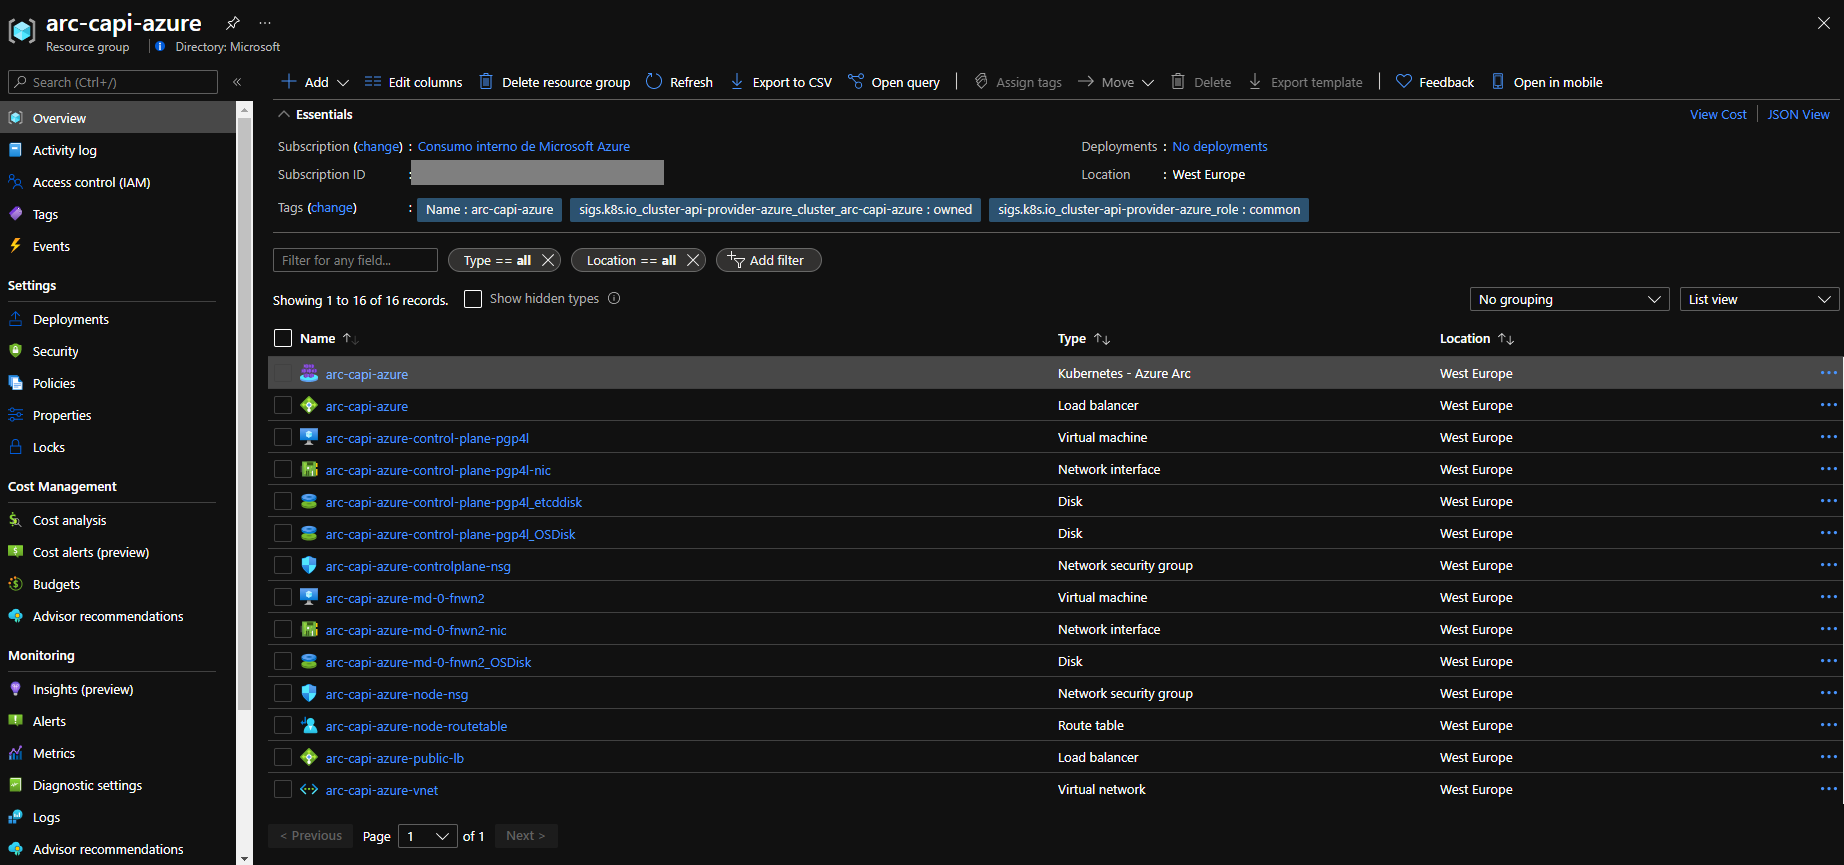 arc-capi-azure
Resource group
Directory: Microsoft
Search (Ctrl+/)
Overview
Activity log
Access control (IAM)
Tags
Events
Settings
Deployments
Security
Policies
Properties
Locks
Cost Management
Cost analysis
Cost alerts (preview)
Budgets
Advisor recommendations
Monitoring
Insights (preview)
Alerts
Metrics
Diagnostic settings
Logs
Advisor recommendations
Add Edit columns Delete resource group Refresh Export to CSV Open query Assign tags Move Delete Export template Feedback Open in mobile
Essentials
View Cost JSON View
Subscription (change) : Consumo interno de Microsoft Azure
Deployments : No deployments
Subscription ID :
Location : West Europe
Tags (change) : Name : arc-capi-azure sigs.k8s.io_cluster-api-provider-azure_cluster_arc-capi-azure : owned sigs.k8s.io_cluster-api-provider-azure_role : common
Filter for any field... Type == all Location == all Add filter
Showing 1 to 16 of 16 records. Show hidden types No grouping List view
Name Type Location
arc-capi-azure Kubernetes - Azure Arc West Europe
arc-capi-azure Load balancer West Europe
arc-capi-azure-control-plane-pgp4l Virtual machine West Europe
arc-capi-azure-control-plane-pgp4l-nic Network interface West Europe
arc-capi-azure-control-plane-pgp4l_etcddisk Disk West Europe
arc-capi-azure-control-plane-pgp4l_OSDisk Disk West Europe
arc-capi-azure-controlplane-nsg Network security group West Europe
arc-capi-azure-md-0-fnwn2 Virtual machine West Europe
arc-capi-azure-md-0-fnwn2-nic Network interface West Europe
arc-capi-azure-md-0-fnwn2_OSDisk Disk West Europe
arc-capi-azure-node-nsg Network security group West Europe
arc-capi-azure-node-routetable Route table West Europe
arc-capi-azure-public-lb Load balancer West Europe
arc-capi-azure-vnet Virtual network West Europe
< Previous Page 1 of 1 Next >